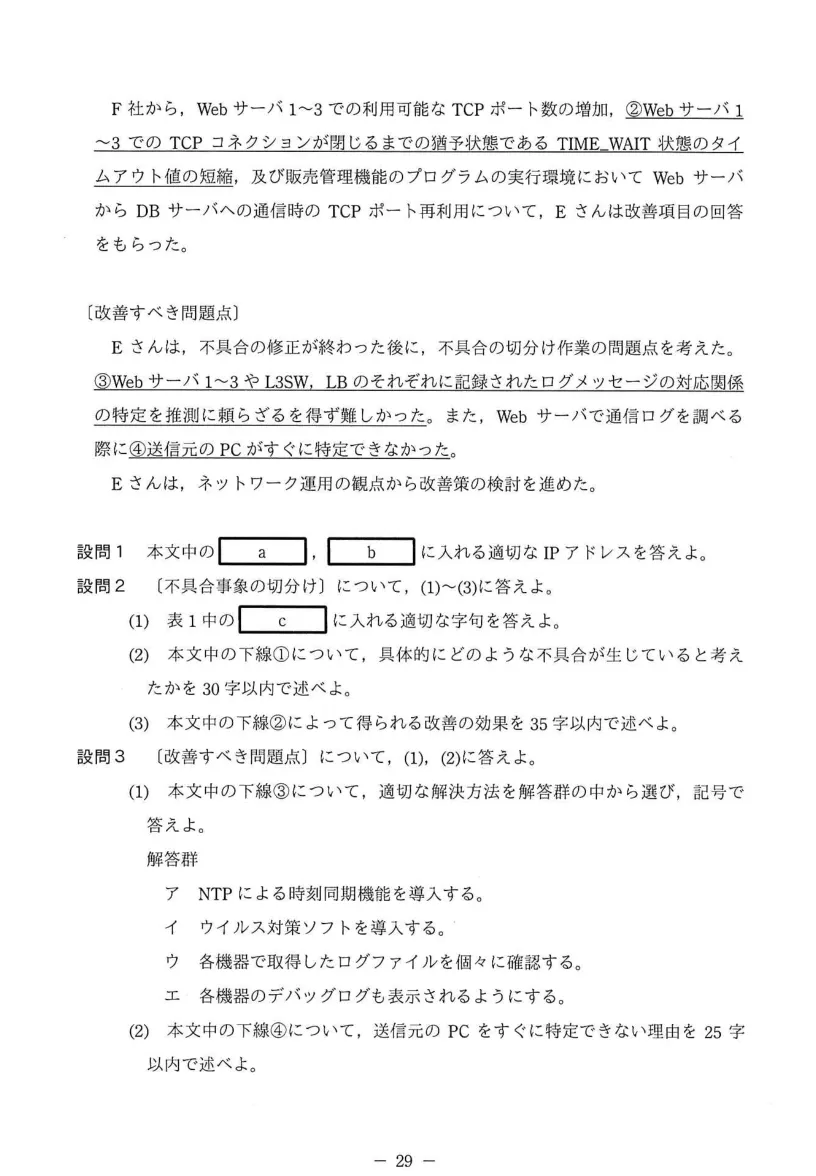 F 社から，Web サーバ 1～3 での利用可能な TCP ポート数の増加，②Web サーバ 1
～3 での TCP コネクションが閉じるまでの猶予状態である TIME_WAIT 状態のタイ
ムアウト値の短縮，及び販売管理機能のプログラムの実行環境において Web サーバ
から DB サーバへの通信時の TCP ポート再利用について，E さんは改善項目の回答
をもらった。
〔改善すべき問題点〕
E さんは，不具合の修正が終わった後に，不具合の切分け作業の問題点を考えた。
③Web サーバ 1～3 や L3SW，LB のそれぞれに記録されたログメッセージの対応関係
の特定を推測に頼らざるを得ず難しかった。また，Web サーバで通信ログを調べる
際に④送信元の PC がすぐに特定できなかった。
E さんは，ネットワーク運用の観点から改善策の検討を進めた。
設問1 本文中の a ， b に入れる適切な IP アドレスを答えよ。
設問2 〔不具合事象の切分け〕について，(1)～(3)に答えよ。
(1) 表 1 中の c に入れる適切な字句を答えよ。
(2) 本文中の下線①について，具体的にどのような不具合が生じていると考え
たかを 30 字以内で述べよ。
(3) 本文中の下線②によって得られる改善の効果を 35 字以内で述べよ。
設問3 〔改善すべき問題点〕について，(1)，(2)に答えよ。
(1) 本文中の下線③について，適切な解決方法を解答群の中から選び，記号で
答えよ。
解答群
ア NTP による時刻同期機能を導入する。
イ ウイルス対策ソフトを導入する。
ウ 各機器で取得したログファイルを個々に確認する。
エ 各機器のデバッグログも表示されるようにする。
(2) 本文中の下線④について，送信元の PC をすぐに特定できない理由を 25 字
以内で述べよ。
－ 29 －